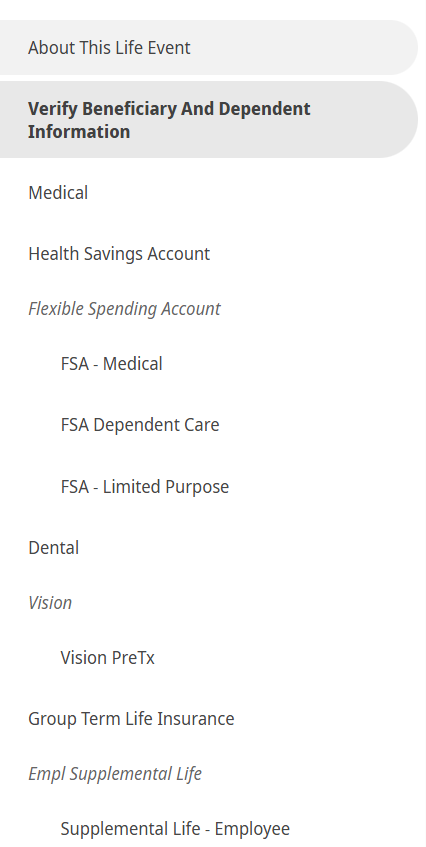 About This Life Event
Verify Beneficiary And Dependent
Information
Medical
Health Savings Account
Flexible Spending Account
FSA - Medical
FSA Dependent Care
FSA - Limited Purpose
Dental
Vision
Vision PreTx
Group Term Life Insurance
Empl Supplemental Life
Supplemental Life - Employee